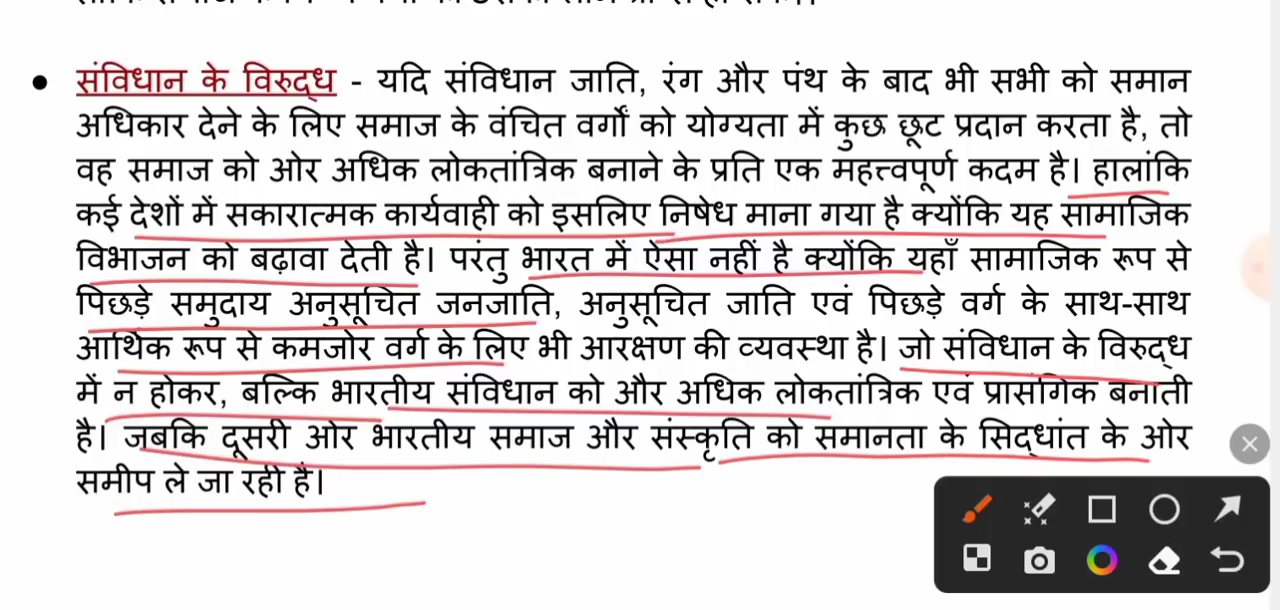 ● संविधान के विरुद्ध - यदि संविधान जाति, रंग और पंथ के बाद भी सभी को समान
अधिकार देने के लिए समाज के वंचित वर्गों को योग्यता में कुछ छूट प्रदान करता है, तो
वह समाज को ओर अधिक लोकतांत्रिक बनाने के प्रति एक महत्त्वपूर्ण कदम है। हालांकि
कई देशों में सकारात्मक कार्यवाही को इसलिए निषेध माना गया है क्योंकि यह सामाजिक
विभाजन को बढ़ावा देती है। परंतु भारत में ऐसा नहीं है क्योंकि यहाँ सामाजिक रूप से
पिछड़े समुदाय अनुसूचित जनजाति, अनुसूचित जाति एवं पिछड़े वर्ग के साथ-साथ
आर्थिक रूप से कमजोर वर्ग के लिए भी आरक्षण की व्यवस्था है। जो संविधान के विरुद्ध
में न होकर, बल्कि भारतीय संविधान को और अधिक लोकतांत्रिक एवं प्रासंगिक बनाती
है। जबकि दूसरी ओर भारतीय समाज और संस्कृति को समानता के सिद्धांत के ओर
समीप ले जा रही है।